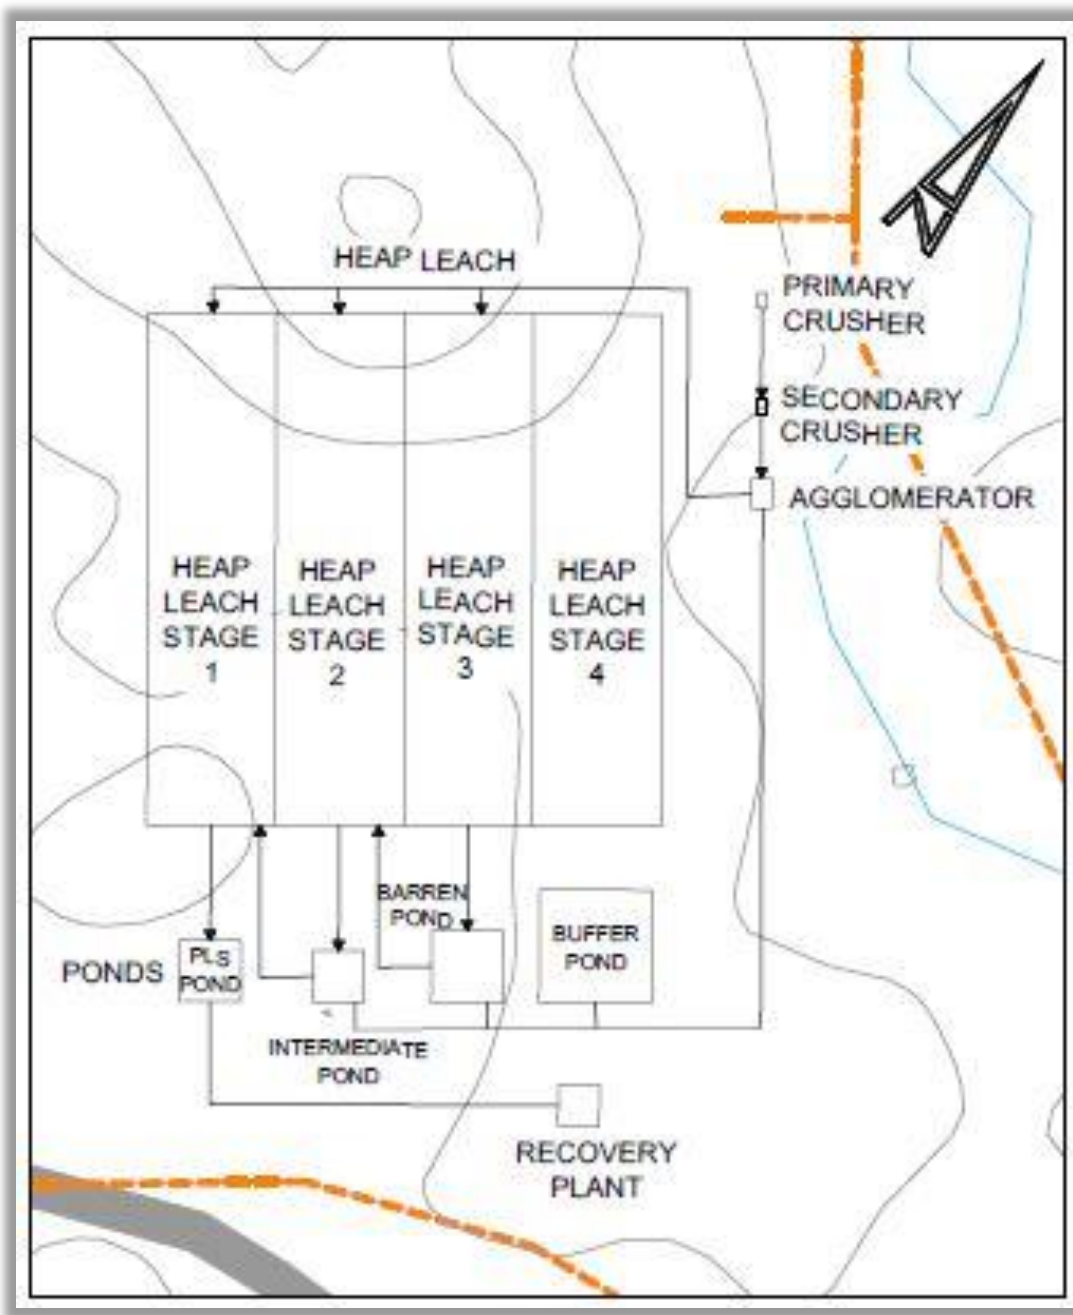 HEAP LEACH
PRIMARY
CRUSHER
SECONDARY
CRUSHER
AGGLOMERATOR
HEAP
LEACH
STAGE
1
HEAP
LEACH
STAGE
2
HEAP
LEACH
STAGE
3
HEAP
LEACH
STAGE
4
BARREN
POND
BUFFER
POND
PONDS
PLS
POND
INTERMEDIATE
POND
RECOVERY
PLANT